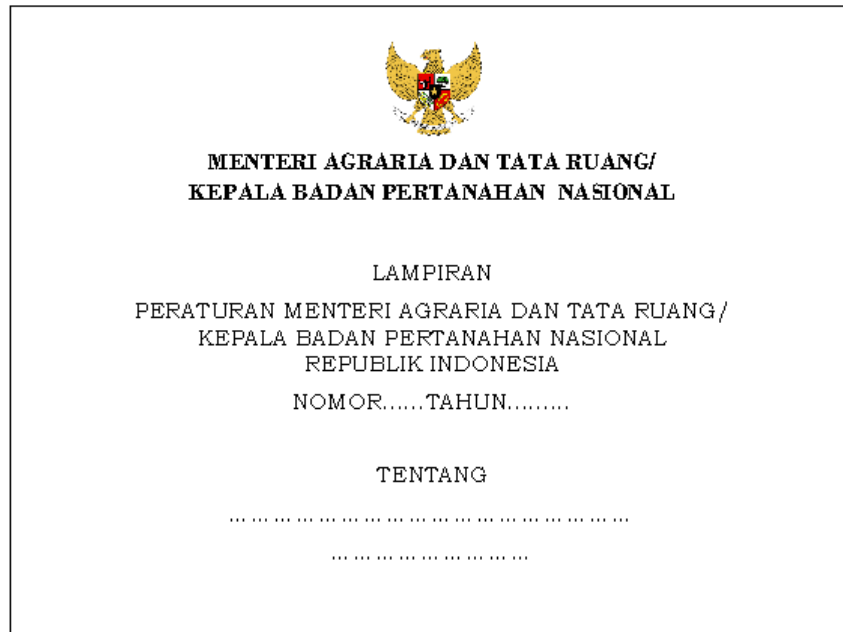 MENTERI AGRARIA DAN TATA RUANG/
KEPALA BADAN PERTANAHAN NASIONAL
LAMPIRAN
PERATURAN MENTERI AGRARIA DAN TATA RUANG/
KEPALA BADAN PERTANAHAN NASIONAL
REPUBLIK INDONESIA
NOMOR......TAHUN.........
TENTANG
... ... ... ... ... ... ... ... ... ... ... ... ... ... ... ... ... ...
... ... ... ... ... ... ... ... ...